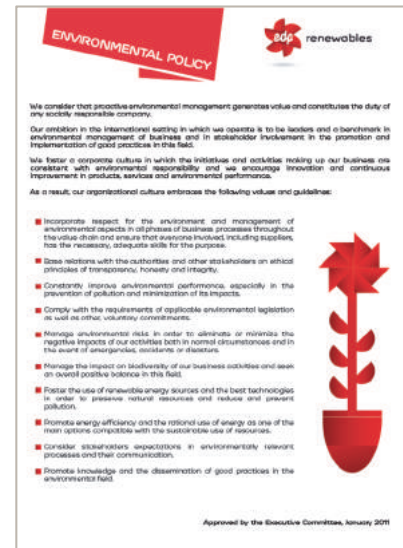 ENVIRONMENTAL POLICY
edp renewables
We consider that proactive environmental management generates value and constitutes the duty of
any socially responsible company.
Our ambition in the international setting in which we operate is to be leaders and a benchmark in
environmental management of business and in stakeholder involvement in the promotion and
implementation of good practices in this field.
We foster a corporate culture in which the initiatives and activities making up our business are
consistent with environmental responsibility and we encourage innovation and continuous
improvement in products, services and environmental performance.
As a result, our organizational culture embraces the following values and guidelines:
Incorporate respect for the environment and management of
environmental aspects in all phases of business processes throughout
the value chain and ensure that everyone involved, including suppliers,
has the necessary, adequate skills for the purpose.
Base relations with the authorities and other stakeholders on ethical
principles of transparency, honesty and integrity.
Constantly improve environmental performance, especially in the
prevention of pollution and minimization of its impacts.
Comply with the requirements of applicable environmental legislation
as well as other, voluntary commitments.
Manage environmental risks in order to eliminate or minimize the
negative impacts of our activities both in normal circumstances and in
the event of emergencies, accidents or disasters.
Manage the impact on biodiversity of our business activities and seek
an overall positive balance in this field.
Foster the use of renewable energy sources and the best technologies
in order to preserve natural resources and reduce and prevent
pollution.
Promote energy efficiency and the rational use of energy as one of the
main options compatible with the sustainable use of resources.
Consider stakeholders expectations in environmentally relevant
processes and their communication.
Promote knowledge and the dissemination of good practices in the
environmental field.
Approved by the Executive Committee, January 2011